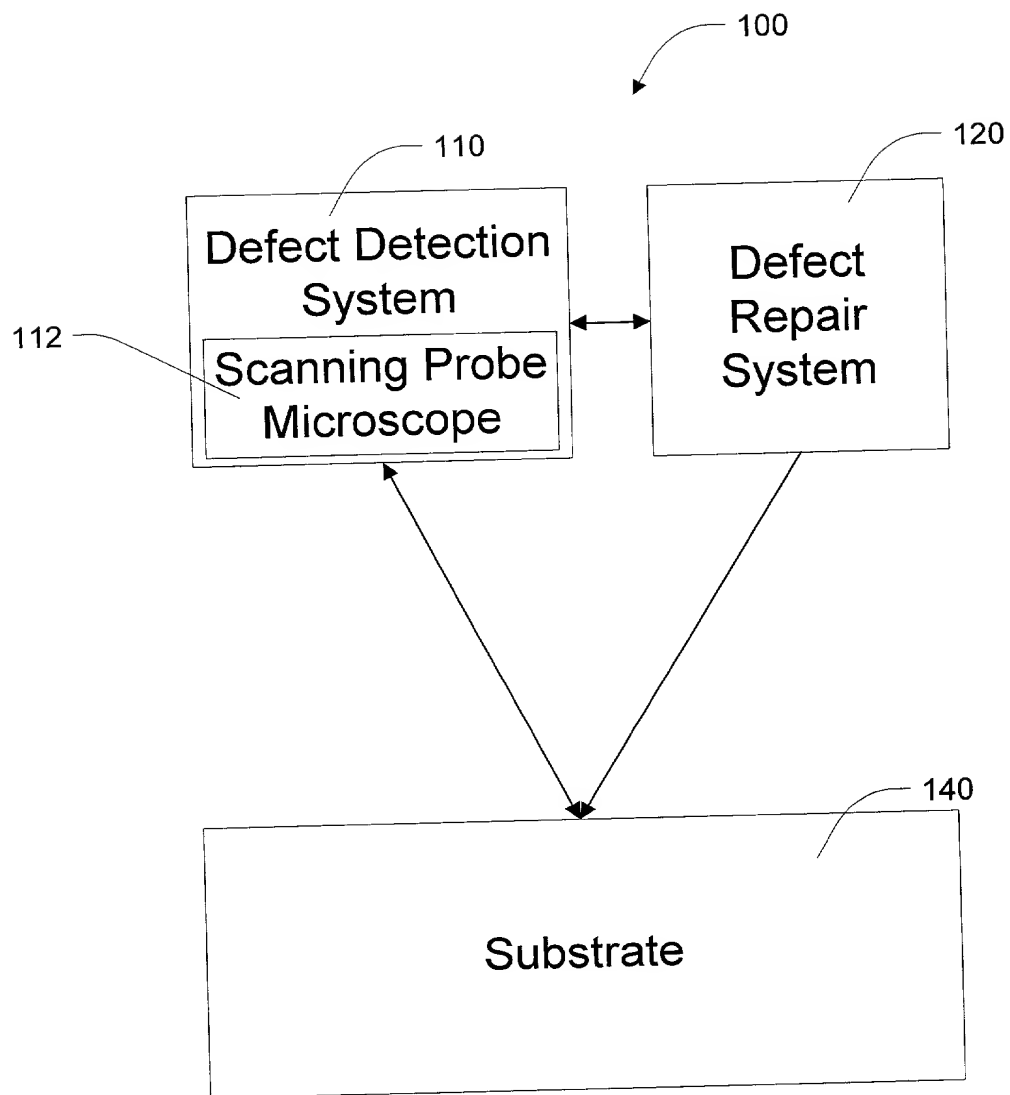 100
110
120
Defect Detection
System
Defect
Repair
System
112
Scanning Probe
Microscope
140
Substrate